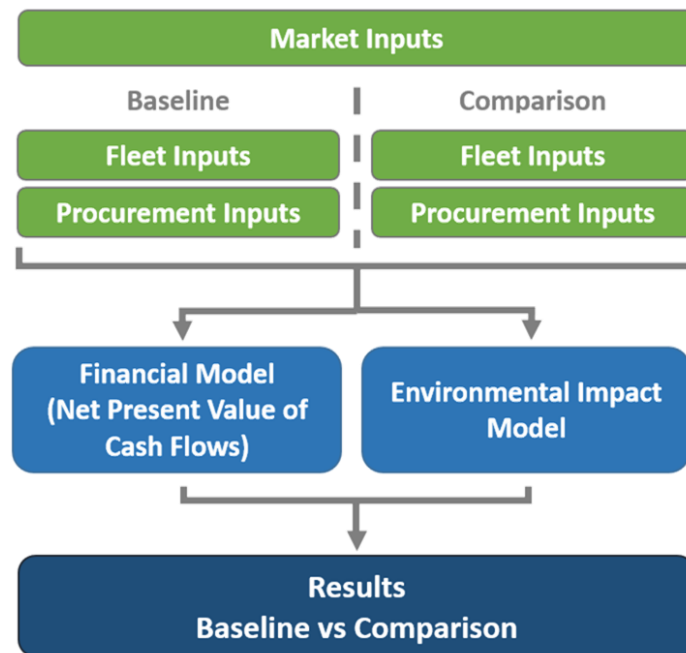 Market Inputs
Baseline
Comparison
Fleet Inputs
Fleet Inputs
Procurement Inputs
Procurement Inputs
Financial Model
(Net Present Value of
Cash Flows)
Environmental Impact
Model
Results
Baseline vs Comparison